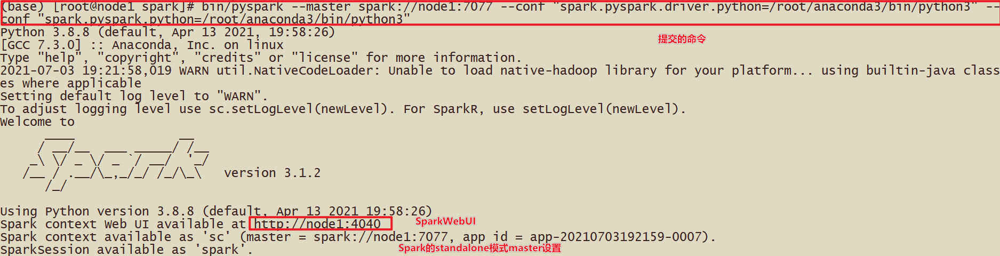 (base) [root@node1 spark]# bin/pyspark --master spark://node1:7077 --conf "spark.pyspark.driver.python=/root/anaconda3/bin/python3" --
conf "spark.pyspark.python=/root/anaconda3/bin/python3"
Python 3.8.8 (default, Apr 13 2021, 19:58:26)
提交的命令
[GCC 7.3.0] :: Anaconda, Inc. on linux
Type "help", "copyright", "credits" or "license" for more information.
2021-07-03 19:21:58,019 WARN util.NativeCodeLoader: Unable to load native-hadoop library for your platform... using builtin-java class
es where applicable
Setting default log level to "WARN".
To adjust logging level use sc.setLogLevel(newLevel). For SparkR, use setLogLevel(newLevel).
Welcome to
      ____              __
     / __/__  ___ _____/ /__
    _\ \/ _ \/ _ `/ __/  '_/
   /__ / .__/\_,_/_/ /_/\_\   version 3.1.2
      /_/
Using Python version 3.8.8 (default, Apr 13 2021 19:58:26)
Spark context Web UI available at http://node1:4040
SparkWebUI
Spark context available as 'sc' (master = spark://node1:7077, app id = app-20210703192159-0007).
SparkSession available as 'spark'.
Spark的standalone模式master设置